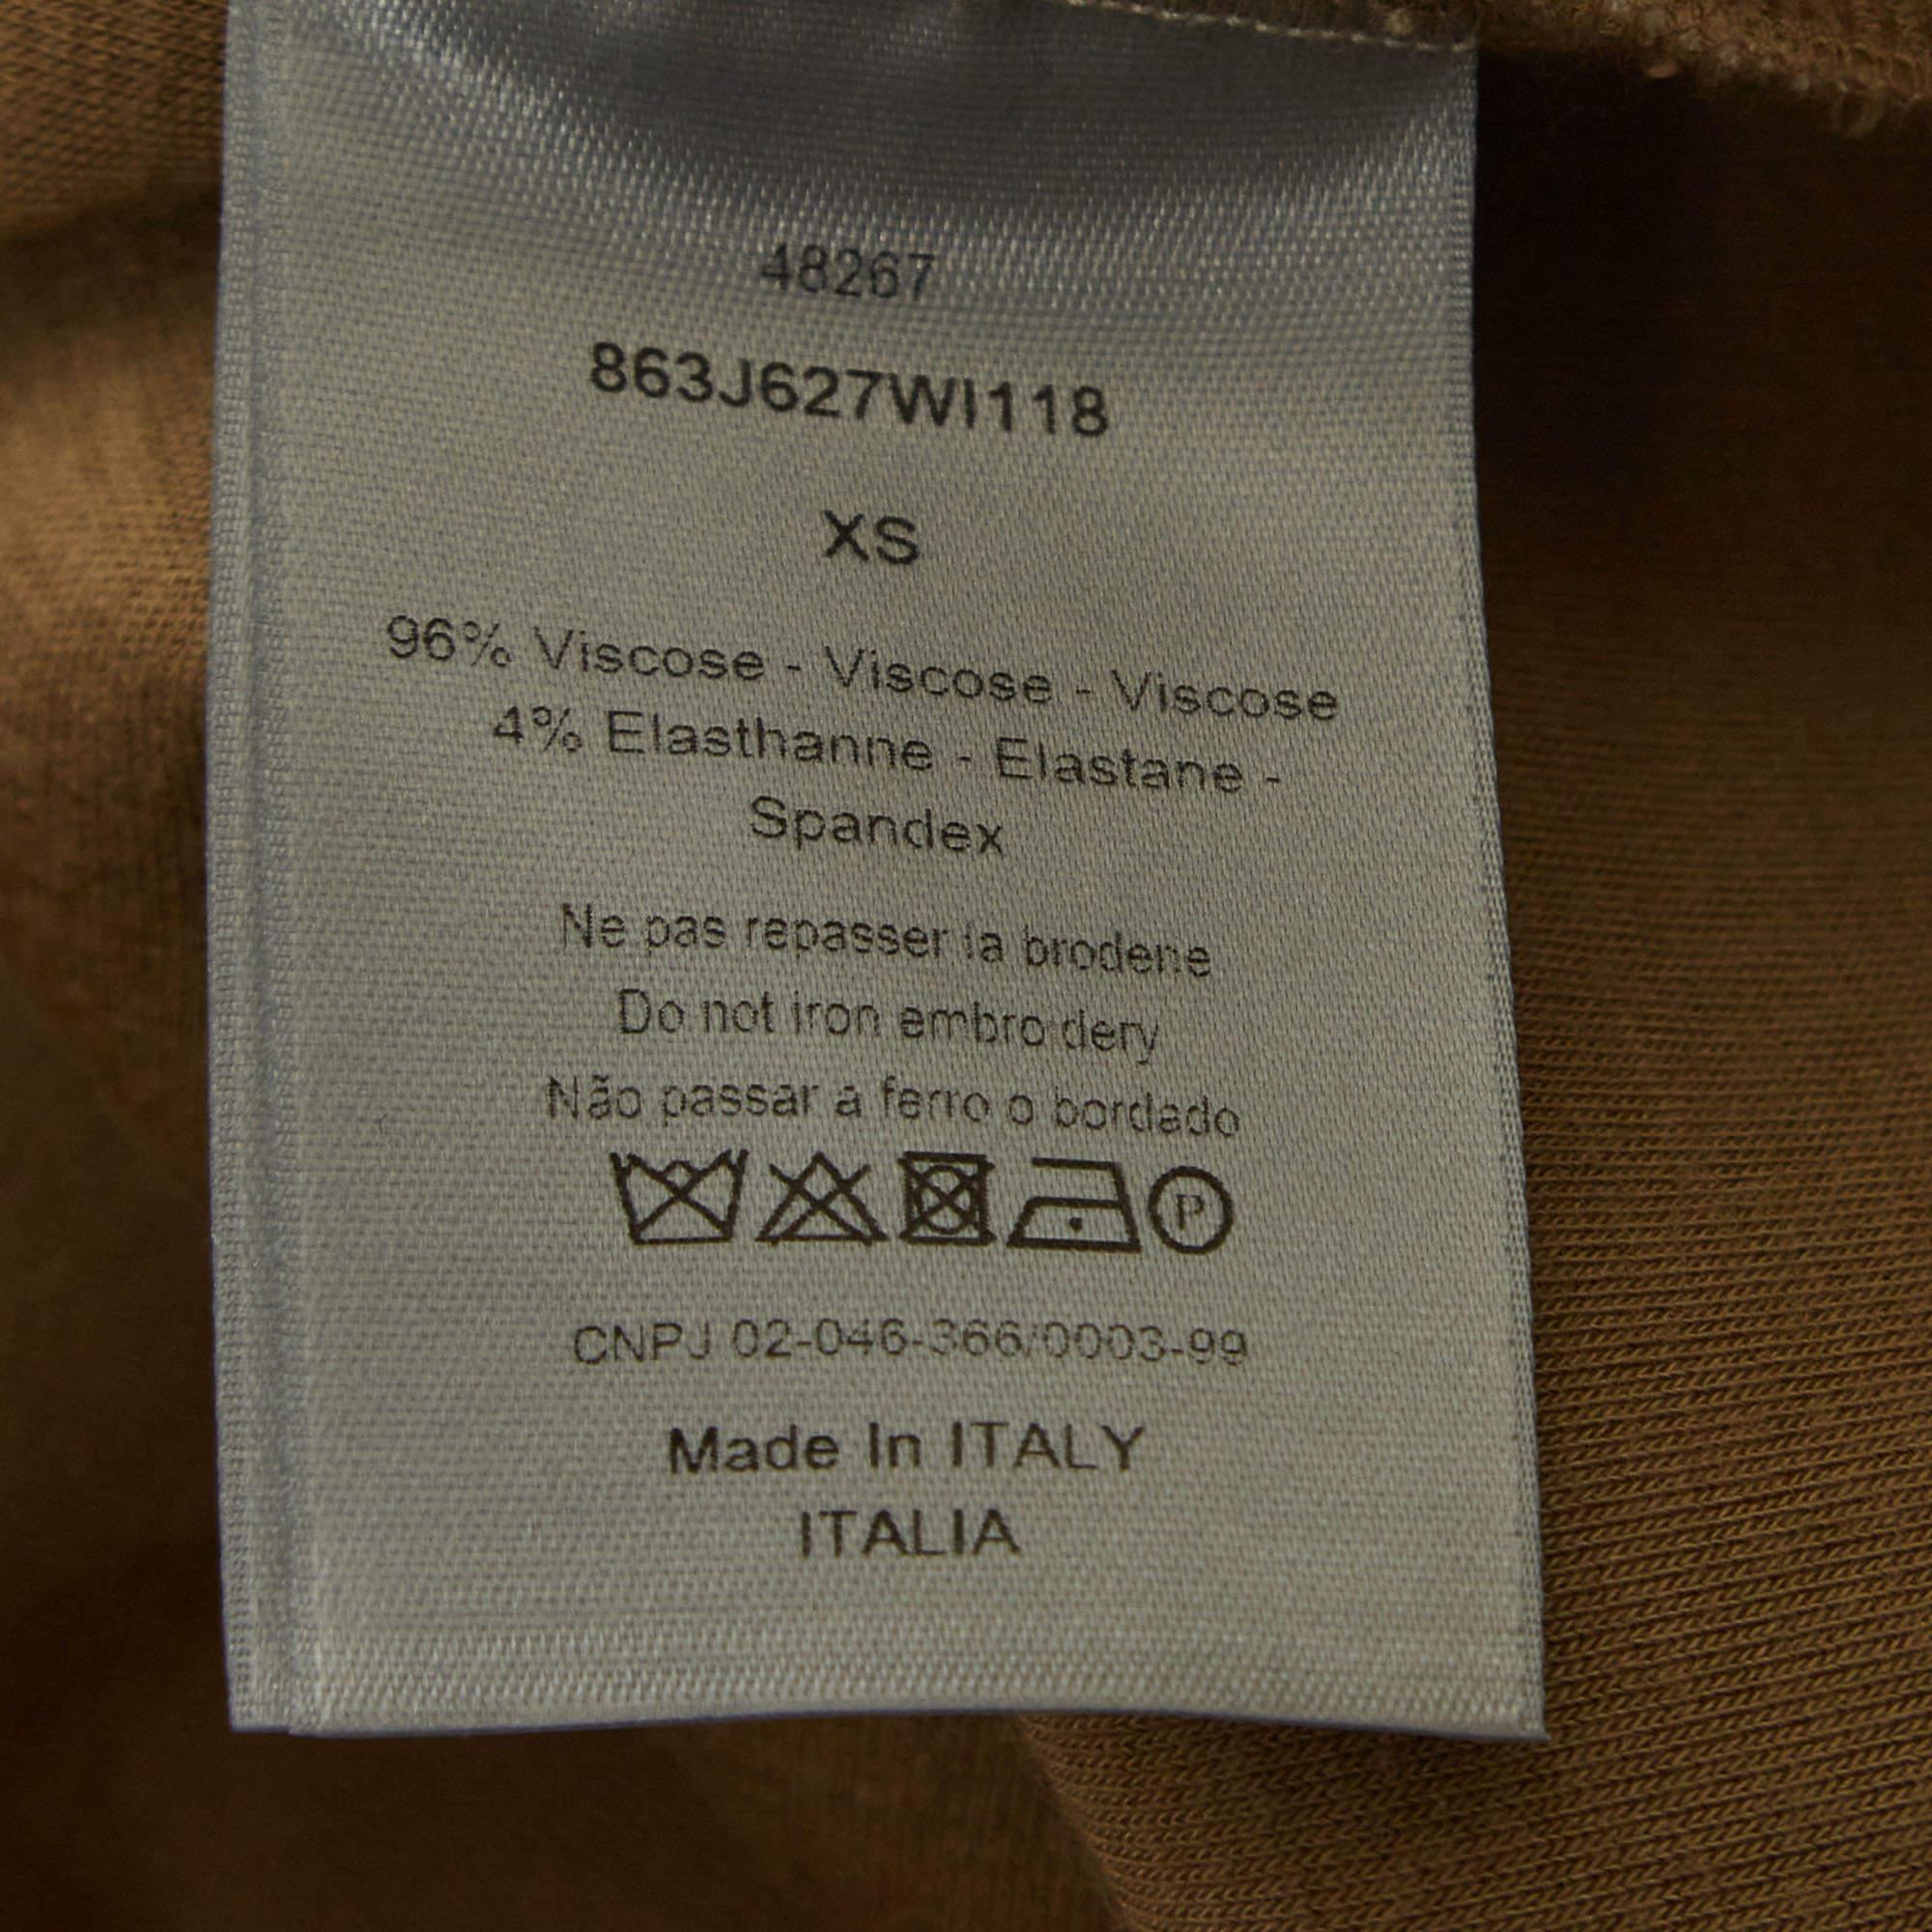 48267
863J627WI118
XS
96% Viscose - Viscose - Viscose
4% Elasthanne - Elastane -
Spandex
Ne pas repasser la broderie
Do not iron embroidery
Não passar a ferro o bordado
P
CNPJ 02-046-366/0003-99
Made In ITALY
ITALIA